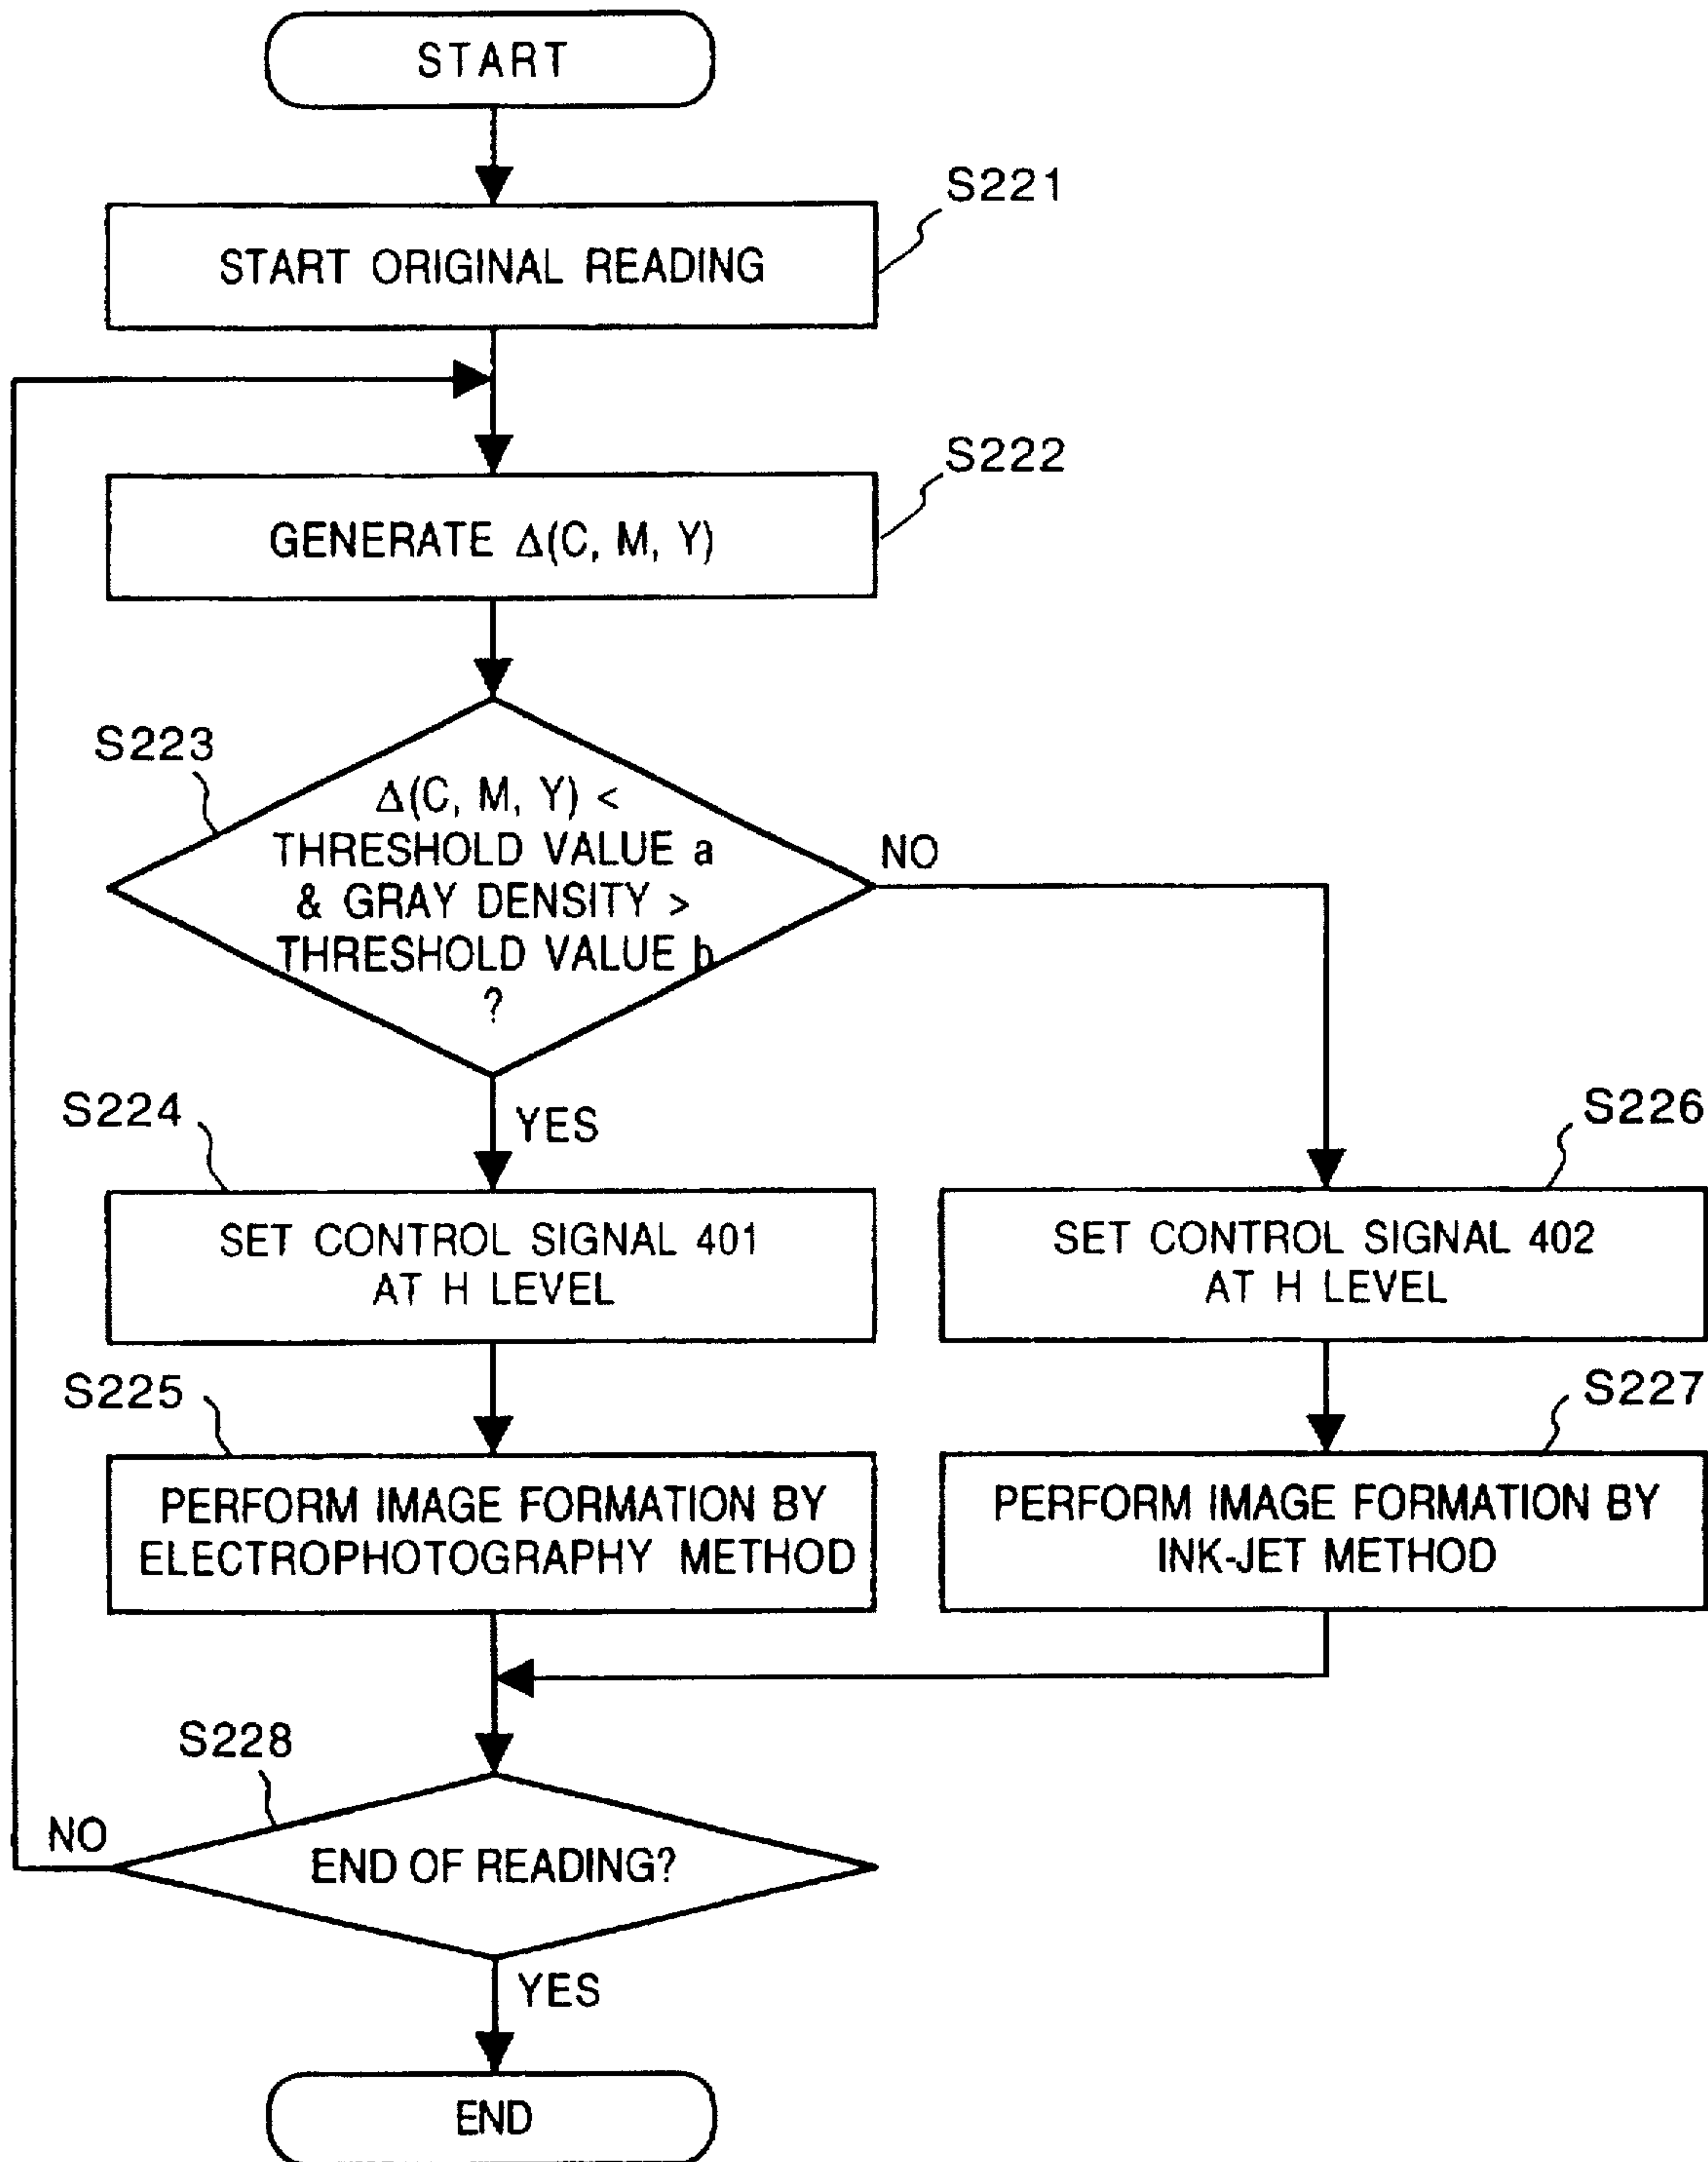 START
S221
START ORIGINAL READING
S222
GENERATE Δ(C, M, Y)
S223
Δ(C, M, Y) <
THRESHOLD VALUE a
& GRAY DENSITY >
THRESHOLD VALUE b
?
NO
YES
S224
SET CONTROL SIGNAL 401
AT H LEVEL
S226
SET CONTROL SIGNAL 402
AT H LEVEL
S225
PERFORM IMAGE FORMATION BY
ELECTROPHOTOGRAPHY METHOD
S227
PERFORM IMAGE FORMATION BY
INK-JET METHOD
S228
NO
END OF READING?
YES
END